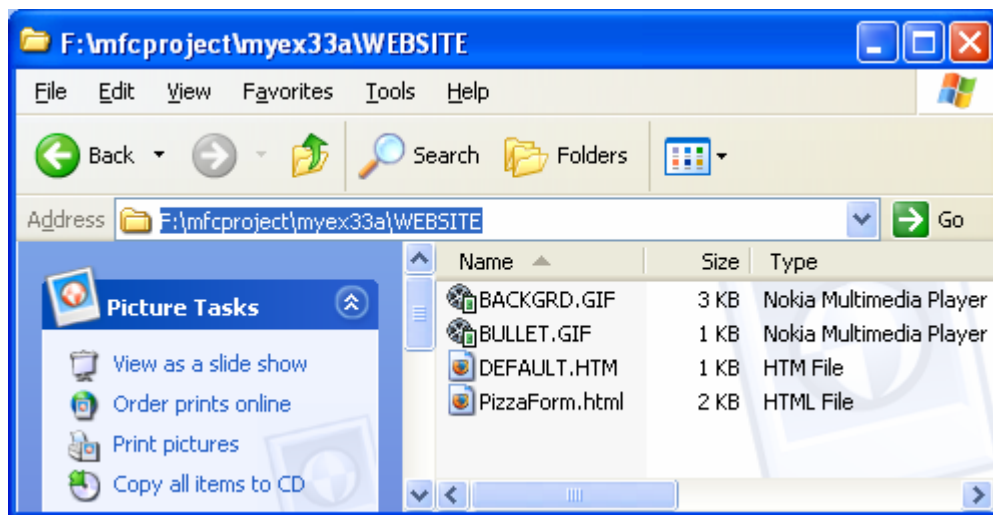 F:\mfcproject\myex33a\WEBSITE
File Edit View Favorites Tools Help
Back Search Folders
Address F:\mfcproject\myex33a\WEBSITE Go
Name Size Type
Picture Tasks
View as a slide show
Order prints online
Print pictures
Copy all items to CD
BACKGRD.GIF 3 KB Nokia Multimedia Player
BULLET.GIF 1 KB Nokia Multimedia Player
DEFAULT.HTM 1 KB HTM File
PizzaForm.html 2 KB HTML File